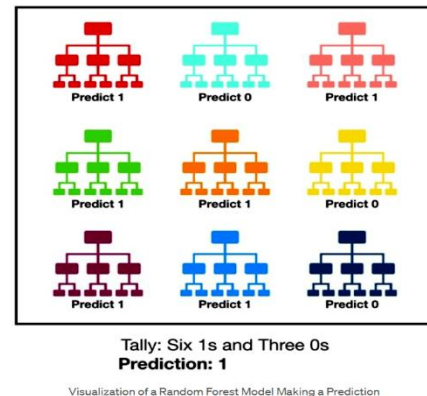 Predict 1 Predict 0 Predict 1
Predict 1 Predict 1 Predict 0
Predict 1 Predict 1 Predict 0
Tally: Six 1s and Three 0s
Prediction: 1
Visualization of a Random Forest Model Making a Prediction